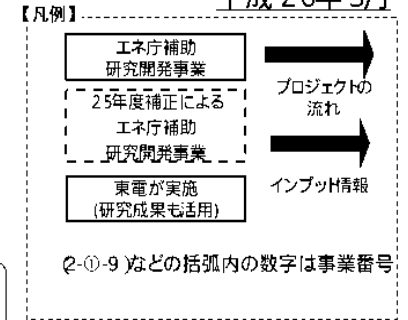 平成26年3月
【凡例】
エネ庁補助
研究開発事業
プロジェクトの
流れ
25年度補正による
エネ庁補助
研究開発事業
インプット情報
東電が実施
(研究成果も活用)
(2-①-9)などの括弧内の数字は事業番号